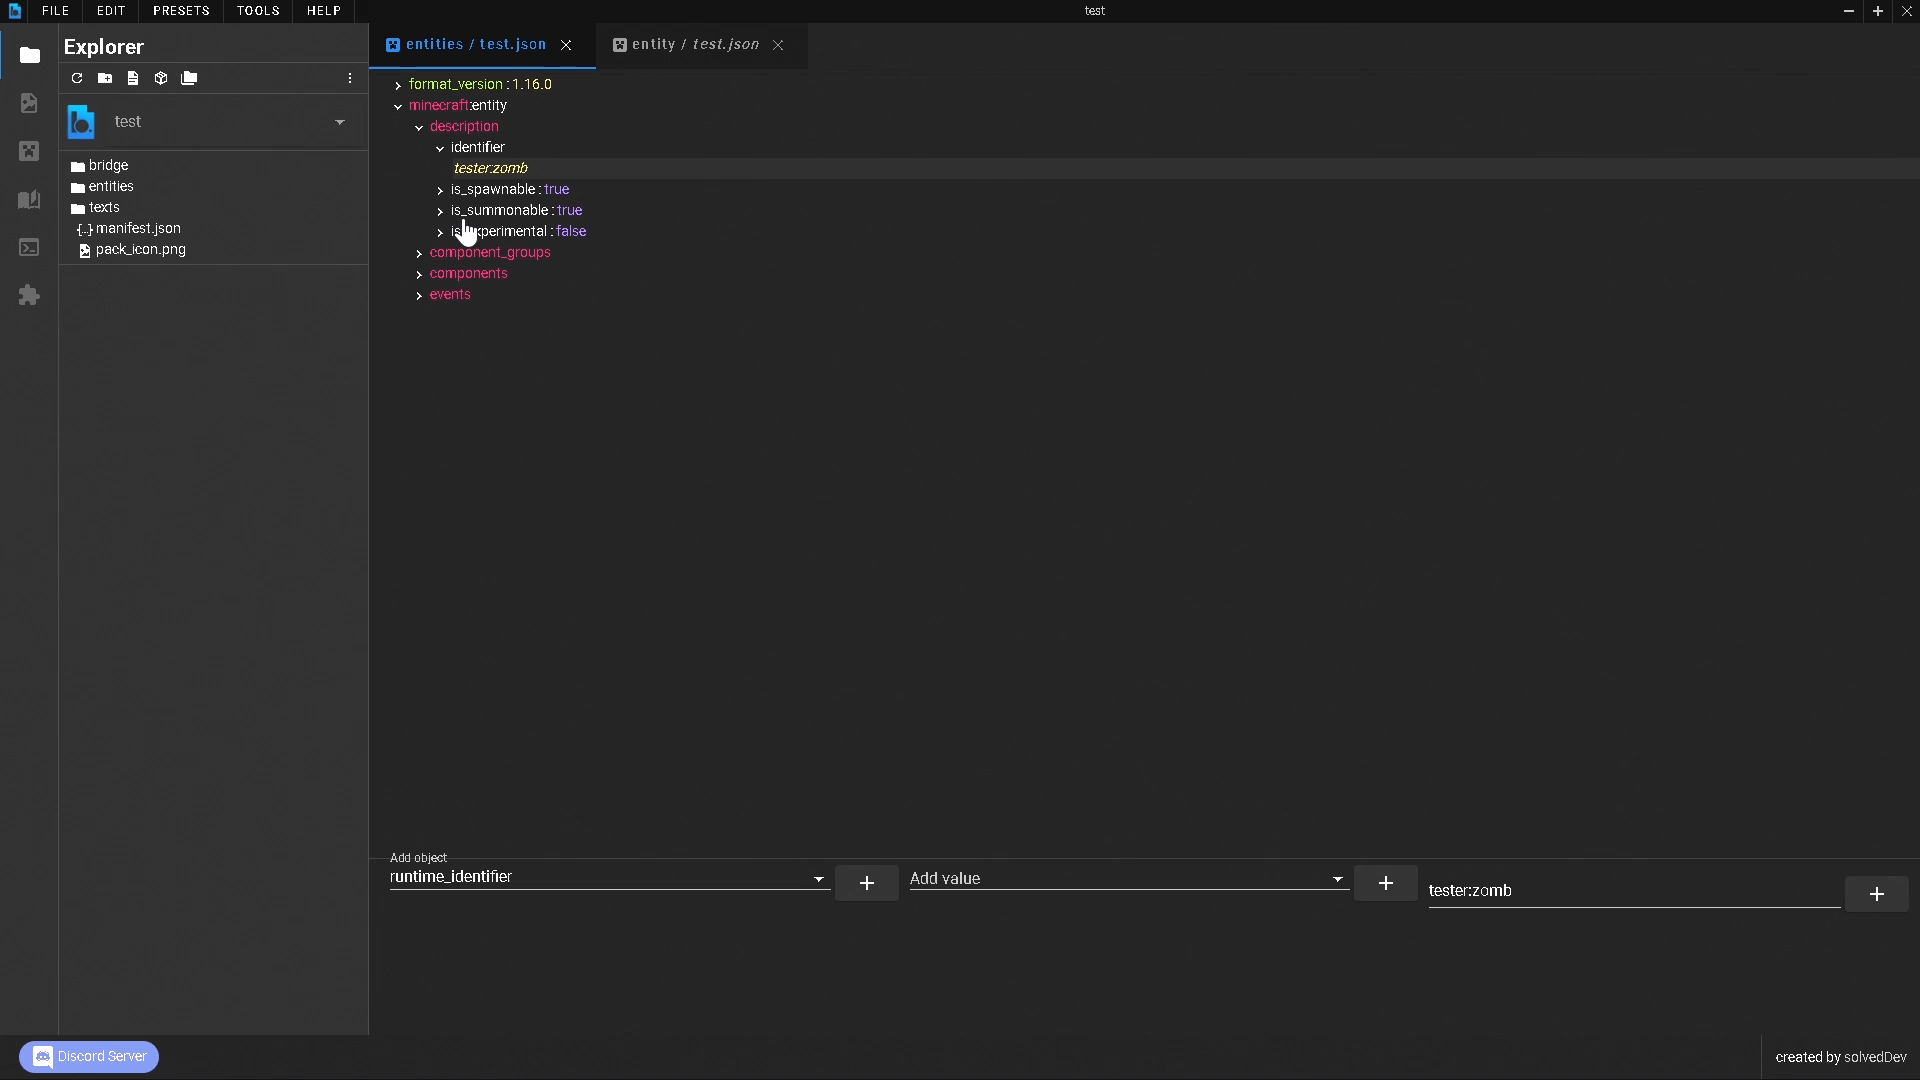 FILE EDIT PRESETS TOOLS HELP
test
Explorer
test
bridge
entities
texts
{..} manifest.json
pack_icon.png
entities / test.json
entity / test.json
format_version : 1.16.0
minecraft:entity
description
identifier
tester:zomb
is_spawnable : true
is_summonable : true
perimental : false
component_groups
components
events
Add object
runtime_identifier
Add value
tester:zomb
Discord Server
created by solvedDev